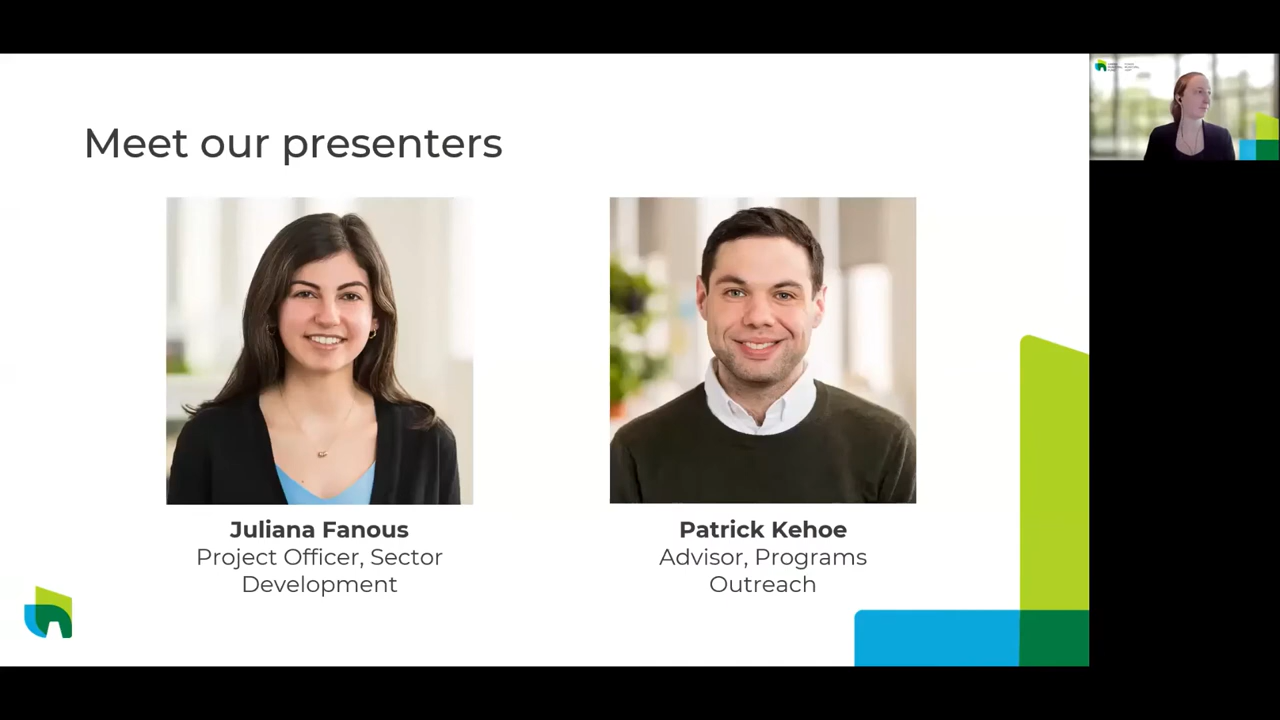 Meet our presenters
Juliana Fanous
Project Officer, Sector
Development
Patrick Kehoe
Advisor, Programs
Outreach